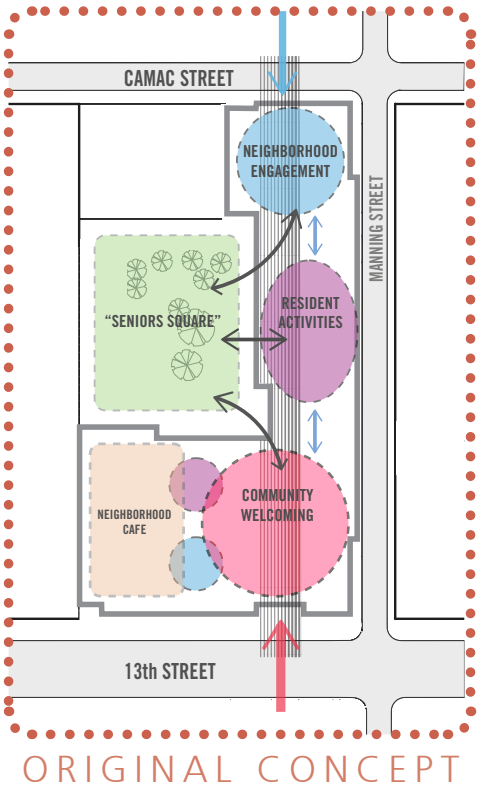 CAMAC STREET
NEIGHBORHOOD
ENGAGEMENT
MANNING STREET
RESIDENT
ACTIVITIES
“SENIORS SQUARE”
COMMUNITY
WELCOMING
NEIGHBORHOOD
CAFE
13th STREET
ORIGINAL CONCEPT